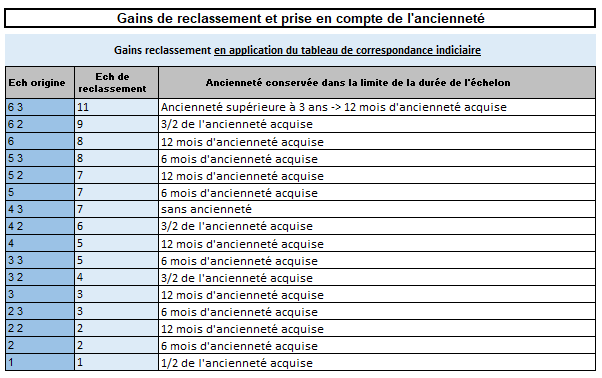 Gains de reclassement et prise en compte de l'ancienneté
Gains reclassement en application du tableau de correspondance indiciaire
Ech origine Ech de reclassement Ancienneté conservée dans la limite de la durée de l'échelon
6 3 11 Ancienneté supérieure à 3 ans -> 12 mois d'ancienneté acquise
6 2 9 3/2 de l'ancienneté acquise
6 8 12 mois d'ancienneté acquise
5 3 8 6 mois d'ancienneté acquise
5 2 7 12 mois d'ancienneté acquise
5 7 6 mois d'ancienneté acquise
4 3 7 sans ancienneté
4 2 6 3/2 de l'ancienneté acquise
4 5 12 mois d'ancienneté acquise
3 3 5 6 mois d'ancienneté acquise
3 2 4 3/2 de l'ancienneté acquise
3 3 12 mois d'ancienneté acquise
2 3 3 6 mois d'ancienneté acquise
2 2 2 12 mois d'ancienneté acquise
2 2 6 mois d'ancienneté acquise
1 1 1/2 de l'ancienneté acquise